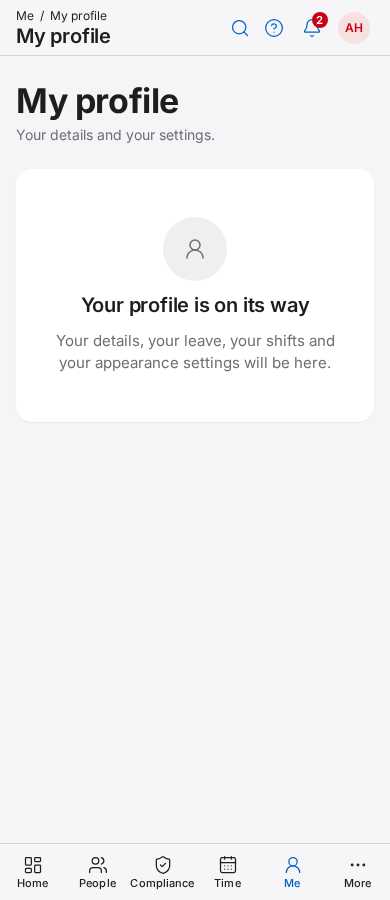 Me / My profile
My profile
2
AH
My profile
Your details and your settings.
Your profile is on its way
Your details, your leave, your shifts and
your appearance settings will be here.
Home People Compliance Time Me More